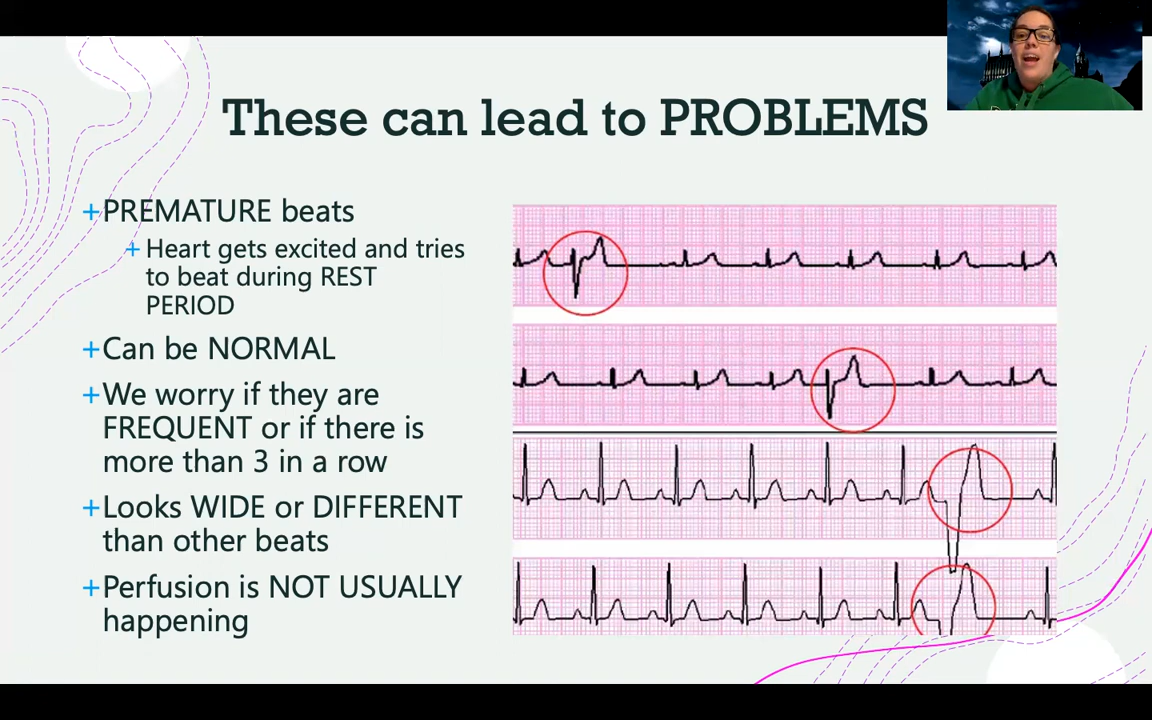 These can lead to PROBLEMS
+PREMATURE beats
+Heart gets excited and tries
to beat during REST
PERIOD
+Can be NORMAL
+We worry if they are
FREQUENT or if there is
more than 3 in a row
+Looks WIDE or DIFFERENT
than other beats
+Perfusion is NOT USUALLY
happening